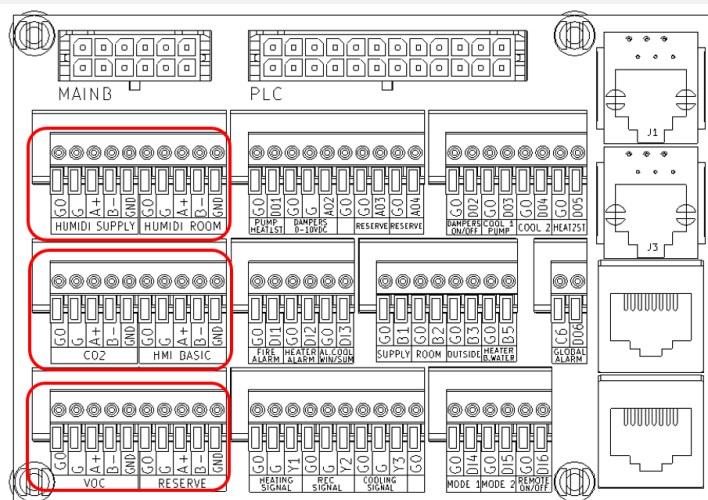 MAINB
PLC
J1
G0 G A+ B- GND G0 G A+ B- GND
HUMIDI SUPPLY HUMIDI ROOM
G0 DO1 G0 G AO2 G0 G0 AO3 G0 AO4
PUMP HEAT1ST DAMPERS 0-10VDC RESERVE RESERVE
G0 DO2 G0 DO3 G0 DO4 G0 DO5
DAMPERS ON/OFF COOL 1 PUMP COOL 2 HEAT2ST
J3
G0 G A+ B- GND G0 G A+ B- GND
CO2 HMI BASIC
G0 DI1 G0 DI2 G0 DI3
FIRE ALARM HEATER ALARM AL.COOL WIN/SUM
G0 B1 G0 B2 G0 B3 G0 B5
SUPPLY ROOM OUTSIDE HEATER B.WATER
C6 DO6
GLOBAL ALARM
G0 G A+ B- GND G0 G A+ B- GND
VOC RESERVE
G0 G Y1 G0 G Y2 G0 G Y3 G0
HEATING SIGNAL REC SIGNAL COOLING SIGNAL
G0 DI4 G0 DI5 G0 DI6
MODE 1 MODE 2 REMOTE ON/OFF